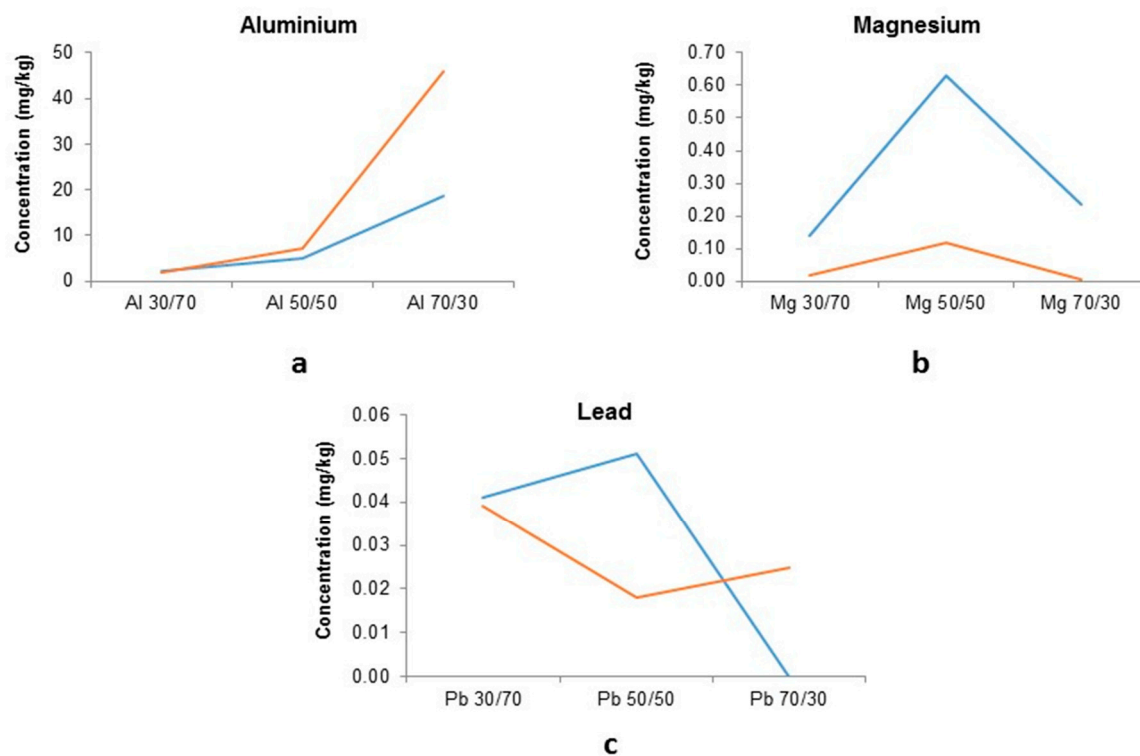 Aluminium
Concentration (mg/kg)
50
40
30
20
10
0
Al 30/70 Al 50/50 Al 70/30
a
Magnesium
Concentration (mg/kg)
0.70
0.60
0.50
0.40
0.30
0.20
0.10
0.00
Mg 30/70 Mg 50/50 Mg 70/30
b
Lead
Concentration (mg/kg)
0.06
0.05
0.04
0.03
0.02
0.01
0.00
Pb 30/70 Pb 50/50 Pb 70/30
c